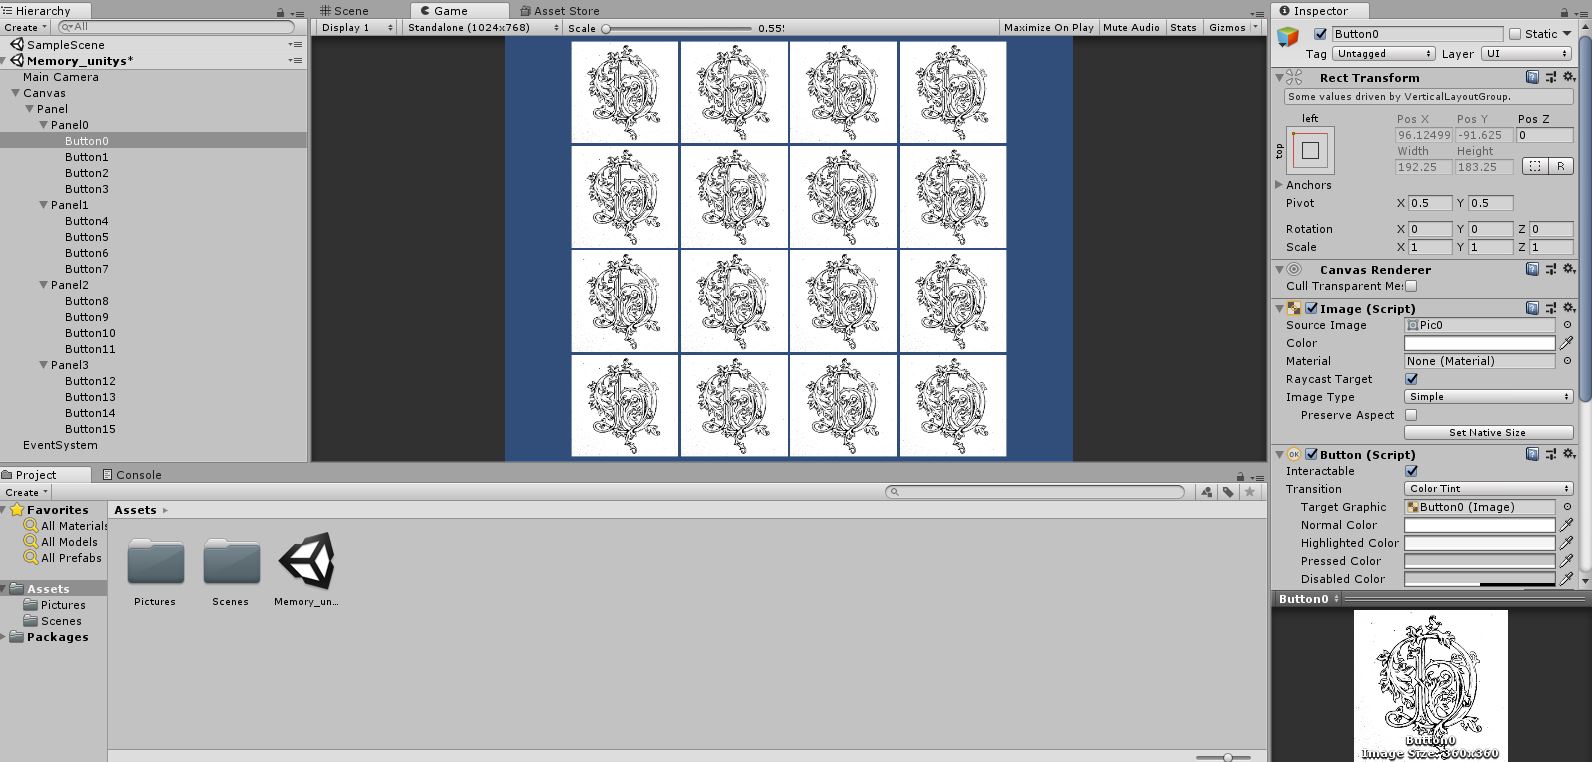 Hierarchy
Create
All
SampleScene
Memory_unitys*
Main Camera
Canvas
Panel
Panel0
Button0
Button1
Button2
Button3
Panel1
Button4
Button5
Button6
Button7
Panel2
Button8
Button9
Button10
Button11
Panel3
Button12
Button13
Button14
Button15
EventSystem
Scene
Game
Asset Store
Display 1
Standalone (1024x768)
Scale
0.55:
Maximize On Play
Mute Audio
Stats
Gizmos
Project
Console
Create
Favorites
All Materials
All Models
All Prefabs
Assets
Pictures
Scenes
Packages
Assets
Pictures
Scenes
Memory_un...
Inspector
Button0
Static
Tag Untagged Layer UI
Rect Transform
Some values driven by VerticalLayoutGroup.
left Pos X Pos Y Pos Z
top 96.12499 -91.625 0
Width Height
192.25 183.25 R
Anchors
Pivot X 0.5 Y 0.5
Rotation X 0 Y 0 Z 0
Scale X 1 Y 1 Z 1
Canvas Renderer
Cull Transparent Me:
Image (Script)
Source Image Pic0
Color
Material None (Material)
Raycast Target
Image Type Simple
Preserve Aspect
Set Native Size
OK Button (Script)
Interactable
Transition Color Tint
Target Graphic Button0 (Image)
Normal Color
Highlighted Color
Pressed Color
Disabled Color
Button0
Button0
Image Size: 360x360